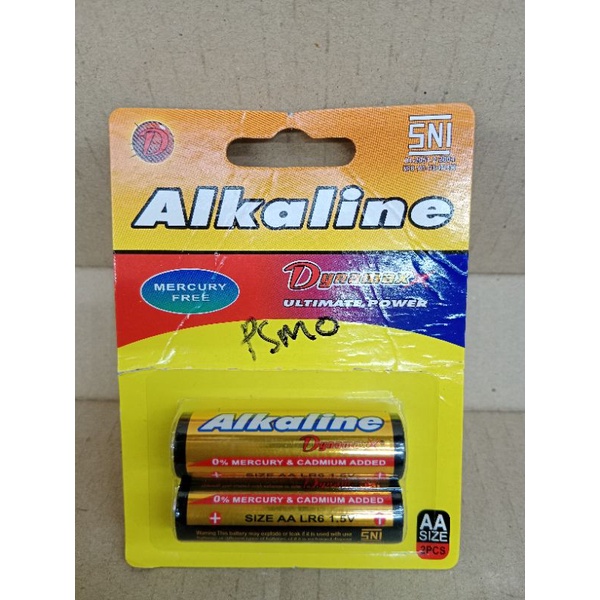 D
SNI
Alkaline
MERCURY
FREE
Dynamax
ULTIMATE POWER
PSMO
Alkaline
0% MERCURY & CADMIUM ADDED
0% MERCURY & CADMIUM ADDED
+ SIZE AA LR6 1.5V
SNI
AA
SIZE
2PCS